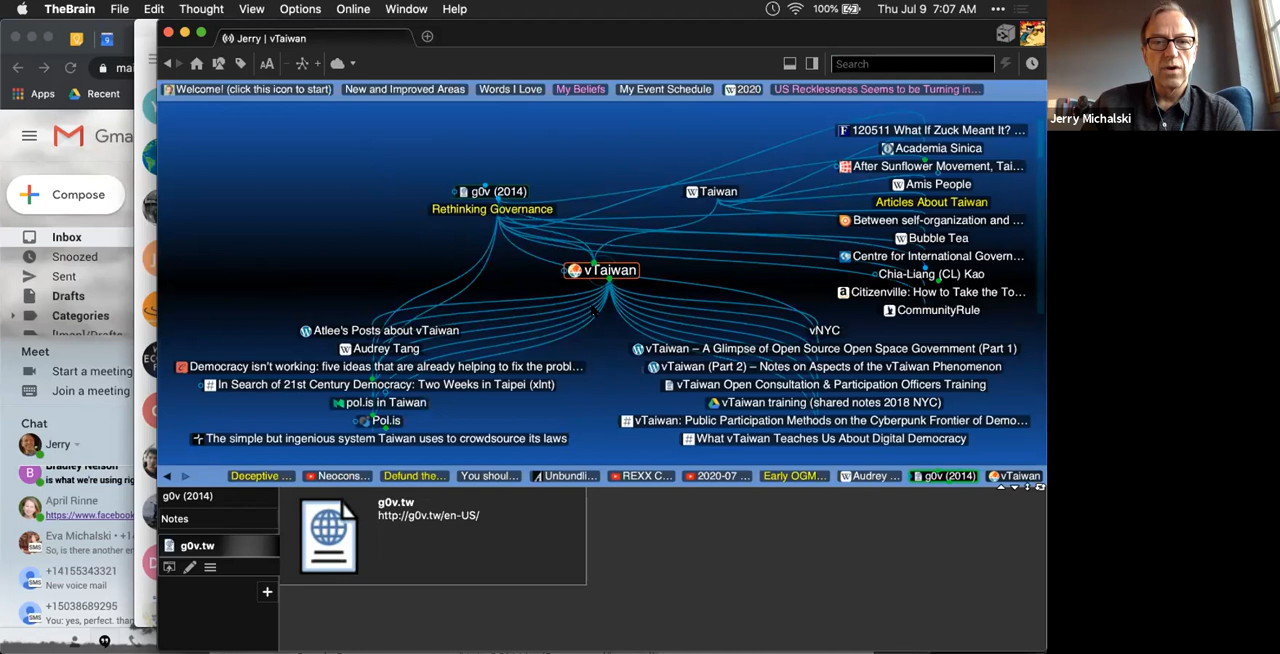 TheBrain File Edit Thought View Options Online Window Help
100% Thu Jul 9 7:07 AM
Jerry | vTaiwan
Search
Welcome! (click this icon to start) New and Improved Areas Words I Love My Beliefs My Event Schedule 2020 US Recklessness Seems to be Turning in...
Apps Recent
Compose
Inbox
Snoozed
Sent
Drafts
Categories
Meet
Start a meeting
Join a meeting
Chat
Jerry
Bradley Nelson
is what we're using
April Rinne
https://www.facebook
Eva Michalski • +1
So, is there another
+14155343321
New voice mail
+15038689295
You: yes, perfect.
g0v (2014)
Rethinking Governance
Taiwan
vTaiwan
120511 What If Zuck Meant It? ...
Academia Sinica
After Sunflower Movement, Tai...
Amis People
Articles About Taiwan
Between self-organization and ...
Bubble Tea
Centre for International Govern...
Chia-Liang (CL) Kao
Citizenville: How to Take the To...
CommunityRule
Atlee's Posts about vTaiwan
Audrey Tang
Democracy isn't working: five ideas that are already helping to fix the probl...
In Search of 21st Century Democracy: Two Weeks in Taipei (xlnt)
pol.is in Taiwan
Pol.is
The simple but ingenious system Taiwan uses to crowdsource its laws
vNYC
vTaiwan – A Glimpse of Open Source Open Space Government (Part 1)
vTaiwan (Part 2) – Notes on Aspects of the vTaiwan Phenomenon
vTaiwan Open Consultation & Participation Officers Training
vTaiwan training (shared notes 2018 NYC)
vTaiwan: Public Participation Methods on the Cyberpunk Frontier of Demo...
What vTaiwan Teaches Us About Digital Democracy
Deceptive ... Neocons... Defund the... You shoul... Unbundli... REXX C... 2020-07 ... Early OGM... Audrey ... g0v (2014) vTaiwan
g0v (2014)
Notes
g0v.tw
g0v.tw
http://g0v.tw/en-US/
Jerry Michalski